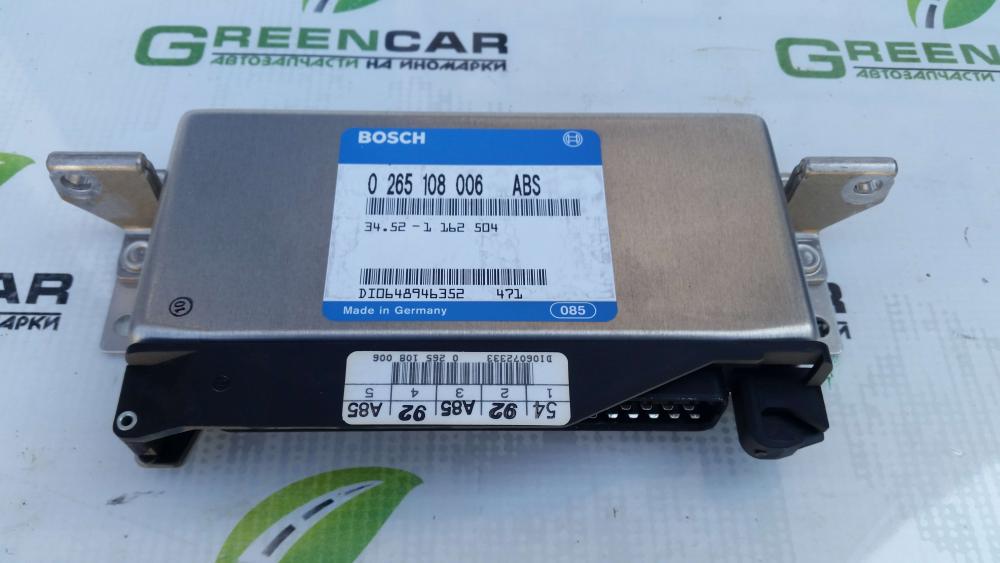 GREENCAR
АВТОЗАПЧАСТИ НА ИНОМАРКИ
GREENC
АВТОЗАПЧАСТИ
BOSCH
0 265 108 006 ABS
34.52 -1 162 504
DI0648946352 471
Made in Germany 085
CAR
МАРКИ
10
DI06072333 0 265 108 006
1 2 3 4 5
54 92 A85 92 A85